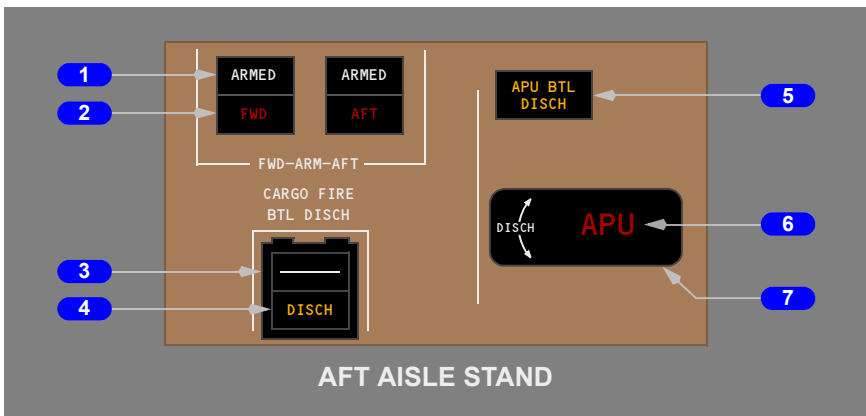 1
ARMED
ARMED
2
FWD
AFT
FWD-ARM-AFT
CARGO FIRE
BTL DISCH
3
4
DISCH
APU BTL
DISCH
5
DISCH
APU
6
7
AFT AISLE STAND